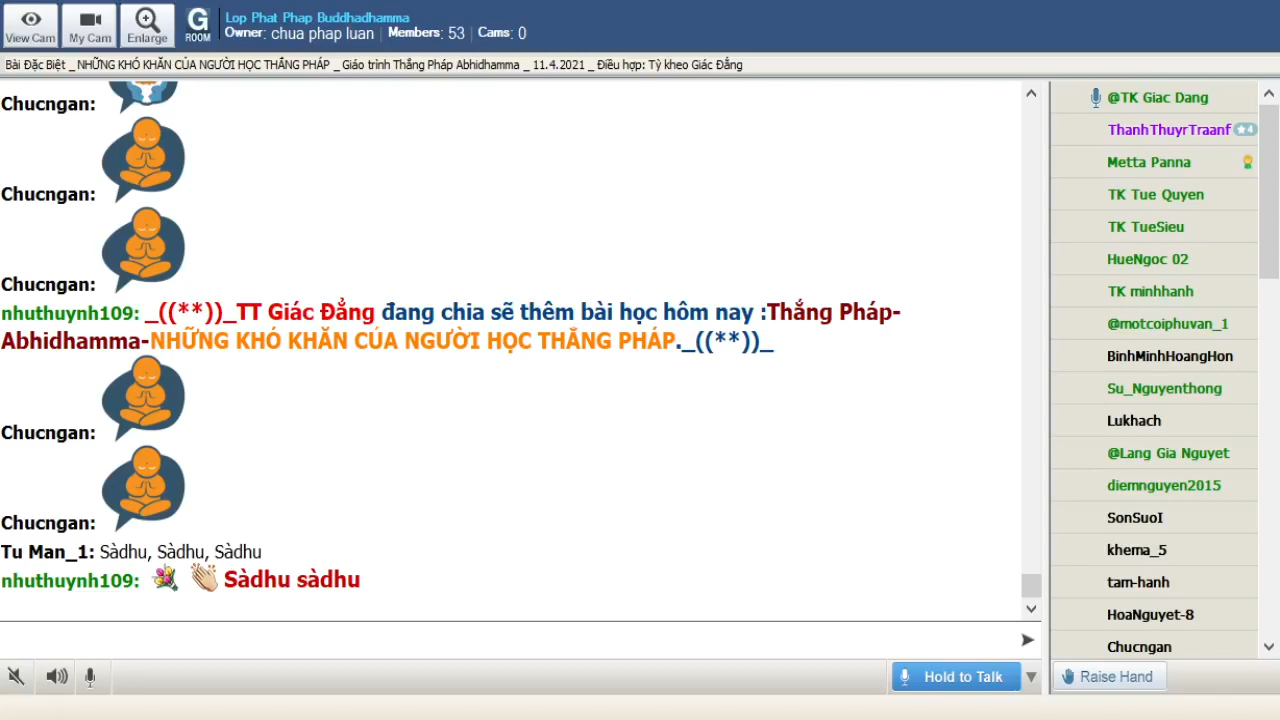 View Cam
My Cam
Enlarge
G
ROOM
Lop Phat Phap Buddhadhamma
Owner: chua phap luan | Members: 53 | Cams: 0
Bài Đặc Biệt _ NHỮNG KHÓ KHĂN CỦA NGƯỜI HỌC THẮNG PHÁP _ Giáo trình Thắng Pháp Abhidhamma _ 11.4.2021 _ Điều hợp: Tỳ kheo Giác Đẳng
Chucngan:
Chucngan:
Chucngan:
nhuthuynh109: _((**))_TT Giác Đẳng đang chia sẽ thêm bài học hôm nay :Thắng Pháp-
Abhidhamma-NHỮNG KHÓ KHĂN CỦA NGƯỜI HỌC THẮNG PHÁP._((**))_
Chucngan:
Chucngan:
Tu Man_1: Sàdhu, Sàdhu, Sàdhu
nhuthuynh109: Sàdhu sàdhu
@TK Giac Dang
ThanhThuyrTraanf 4
Metta Panna
TK Tue Quyen
TK TueSieu
HueNgoc 02
TK minhhanh
@motcoiphuvan_1
BinhMinhHoangHon
Su_Nguyenthong
Lukhach
@Lang Gia Nguyet
diemnguyen2015
SonSuoI
khema_5
tam-hanh
HoaNguyet-8
Chucngan
Hold to Talk
Raise Hand